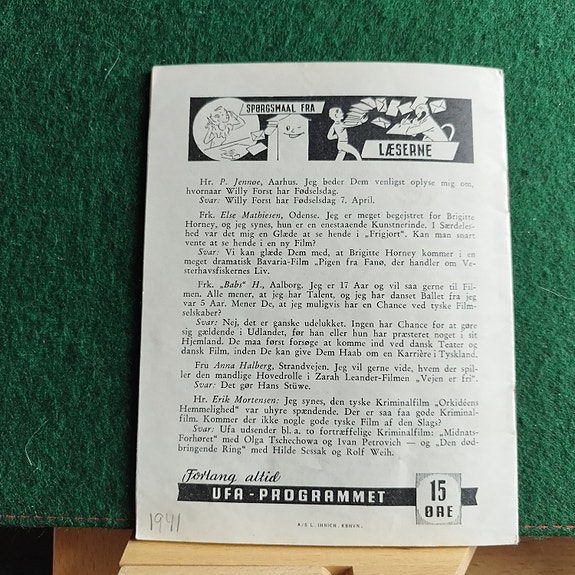 SPØRGSMAAL FRA
LÆSERNE
Hr. P. Jennøe, Aarhus. Jeg beder Dem venligst oplyse mig om,
hvornaar Willy Forst har Fødselsdag.
Svar: Willy Forst har Fødselsdag 7. April.
Frk. Else Mathiesen, Odense. Jeg er meget begejstret for Brigitte
Horney, og jeg synes, hun er en enestaaende Kunstnerinde. I Særdeles-
hed var det mig en Glæde at se hende i „Frigjort". Kan man snart
vente at se hende i en ny Film?
Svar: Vi kan glæde Dem med, at Brigitte Horney kommer i en
meget dramatisk Bavaria-Film „Pigen fra Fanø, der handler om Ve-
sterhavsfiskernes Liv.
Frk. „Babs" H., Aalborg. Jeg er 17 Aar og vil saa gerne til Fil-
men. Alle mener, at jeg har Talent, og jeg har danset Ballet fra jeg
var 5 Aar. Mener De, at jeg muligvis har en Chance ved tyske Film-
selskaber?
Svar: Nej, det er ganske udelukket. Ingen har Chance for at gøre
sig gældende i Udlandet, før han eller hun har præsteret noget i sit
Hjemland. De maa først forsøge at komme ind ved dansk Teater og
dansk Film, inden De kan give Dem Haab om en Karrière i Tyskland.
Fru Anna Halberg, Strandvejen. Jeg vil gerne vide, hvem der spil-
ler den mandlige Hovedrolle i Zarah Leander-Filmen „Vejen er fri".
Svar: Det gør Hans Stüwe.
Hr. Erik Mortensen: Jeg synes, den tyske Kriminalfilm „Orkidéens
Hemmelighed" var uhyre spændende. Der er saa faa gode Kriminal-
film. Kommer der ikke nogle gode tyske Film af den Slags?
Svar: Ufa udsender bl. a. to fortræffelige Kriminalfilm: „Midnats-
Forhøret" med Olga Tschechowa og Ivan Petrovich — og „Den død-
bringende Ring" med Hilde Sessak og Rolf Weih.
Forlang altid
UFA-PROGRAMMET
15
ØRE
1941
A/S L. IHRICH, KBHVN.